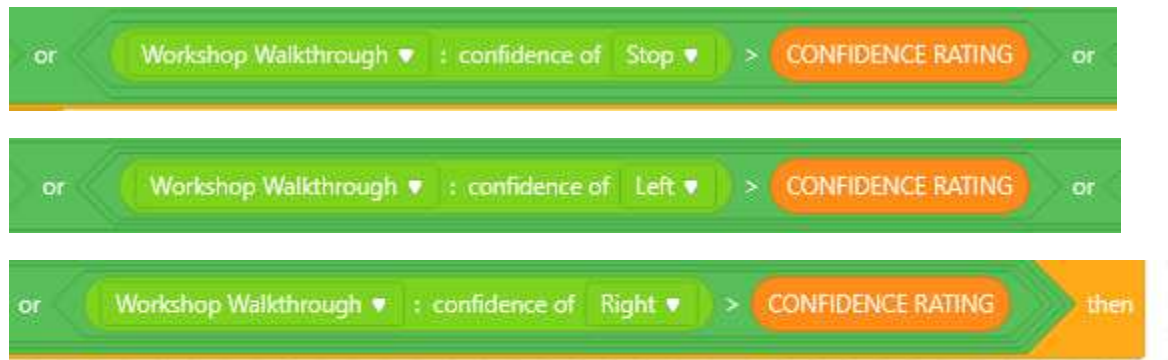 or Workshop Walkthrough : confidence of Stop > CONFIDENCE RATING or
or Workshop Walkthrough : confidence of Left > CONFIDENCE RATING or
or Workshop Walkthrough : confidence of Right > CONFIDENCE RATING then